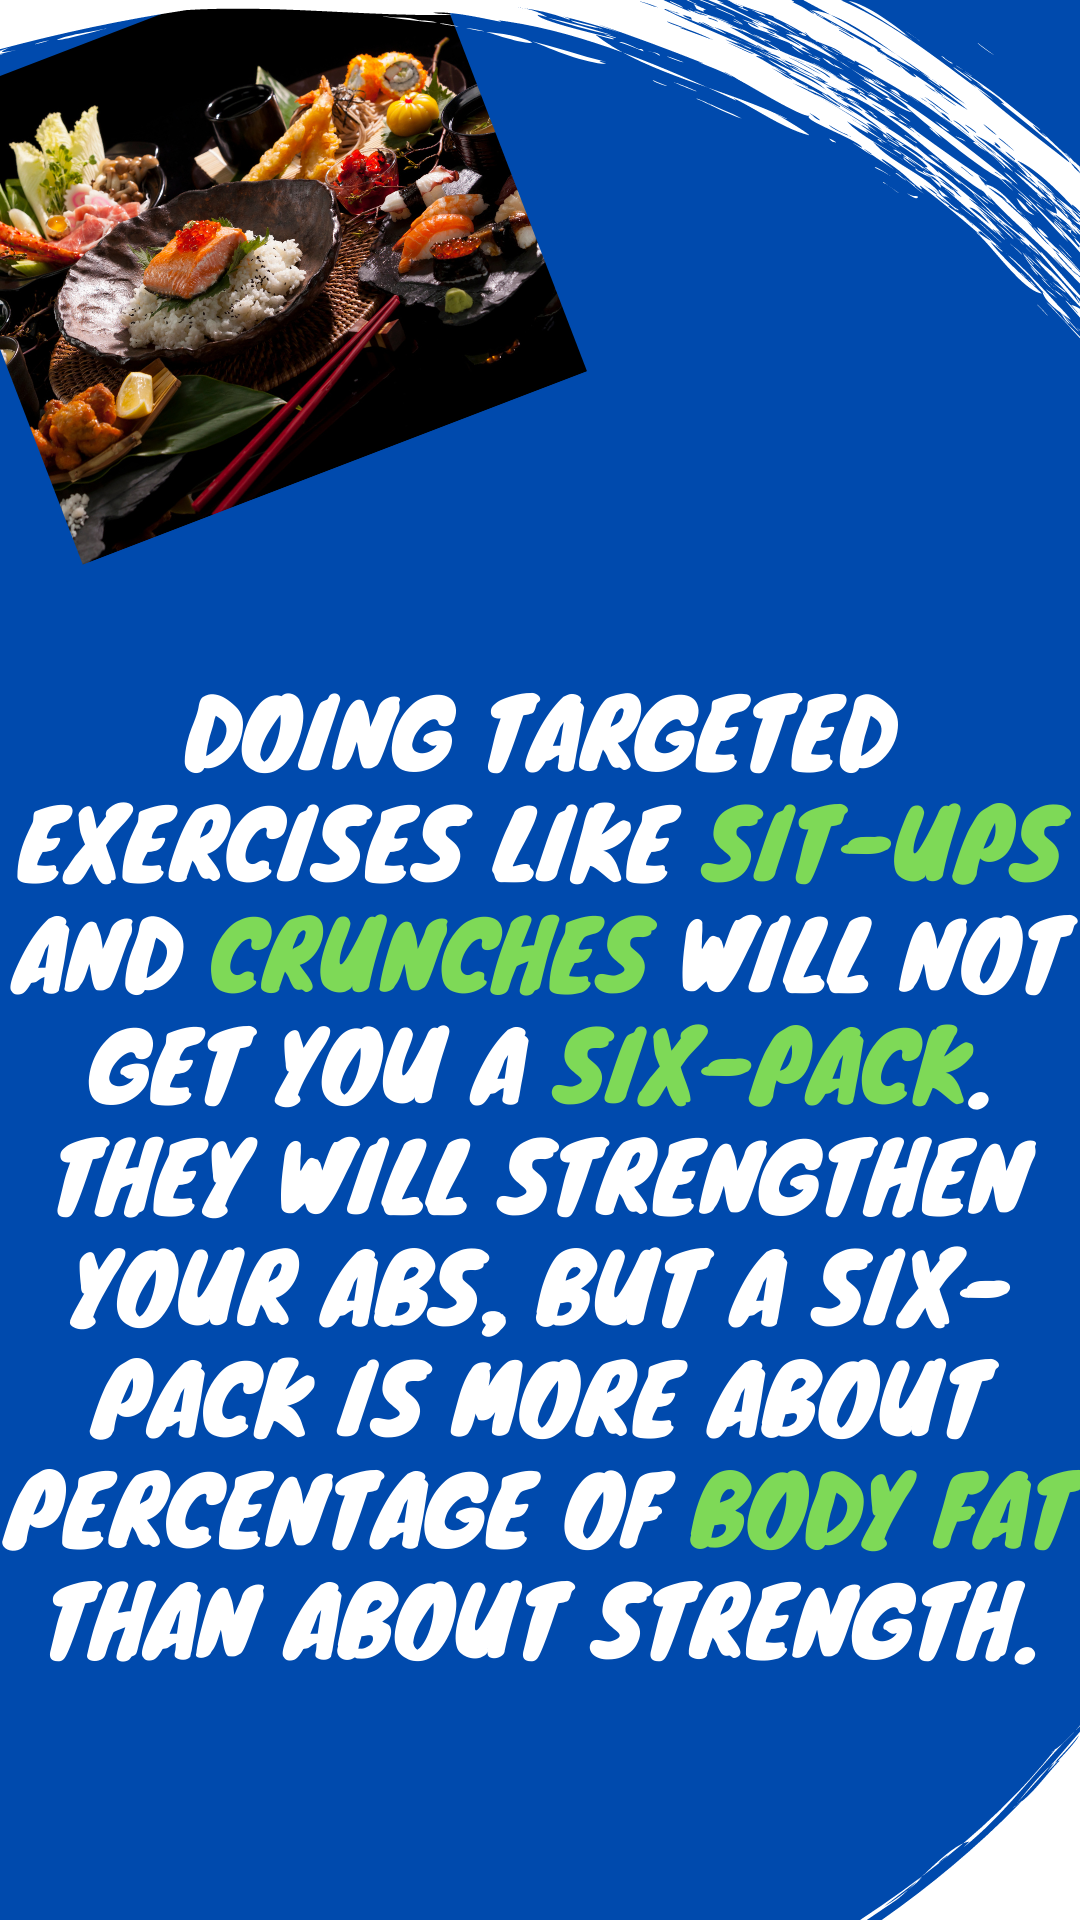 DOING TARGETED
EXERCISES LIKE SIT-UPS
AND CRUNCHES WILL NOT
GET YOU A SIX-PACK.
THEY WILL STRENGTHEN
YOUR ABS, BUT A SIX-
PACK IS MORE ABOUT
PERCENTAGE OF BODY FAT
THAN ABOUT STRENGTH.